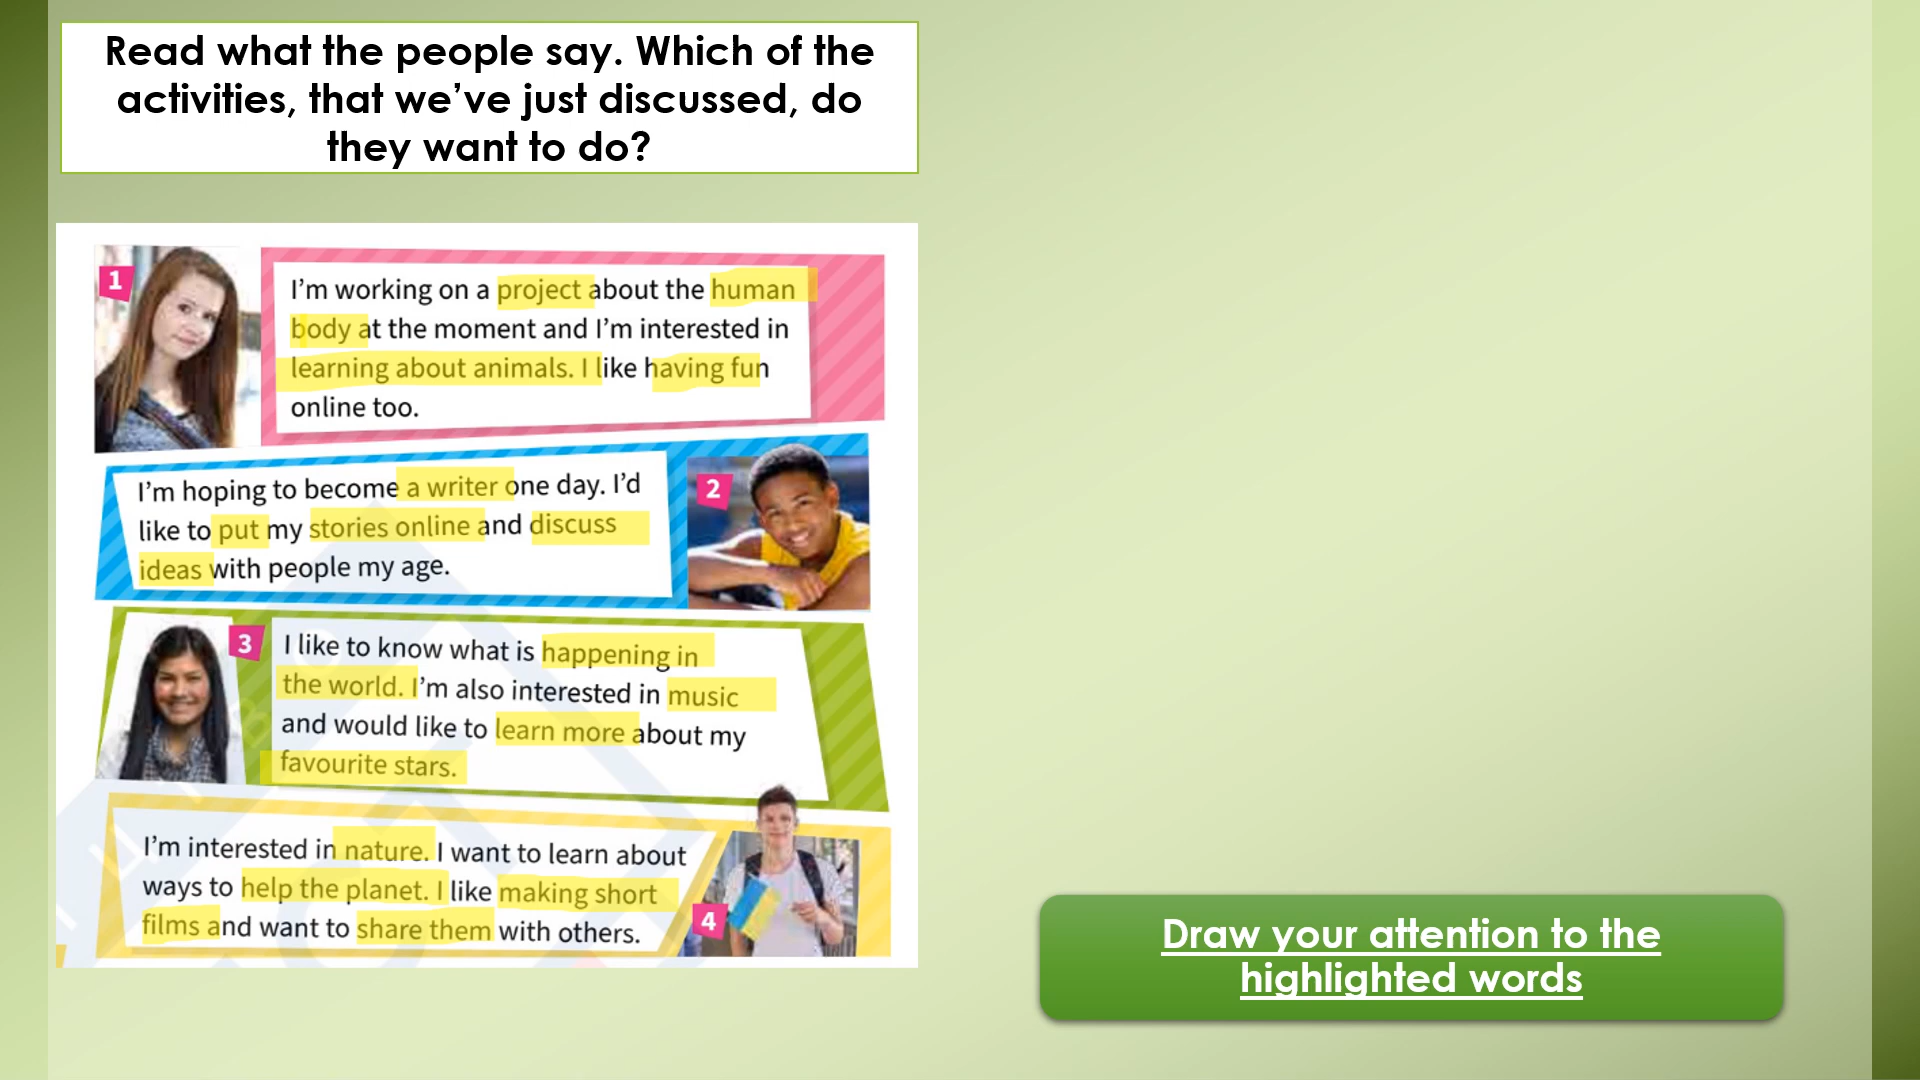 Read what the people say. Which of the
activities, that we’ve just discussed, do
they want to do?
1
I’m working on a project about the human
body at the moment and I’m interested in
learning about animals. I like having fun
online too.
I’m hoping to become a writer one day. I’d
like to put my stories online and discuss
ideas with people my age.
2
3
I like to know what is happening in
the world. I’m also interested in music
and would like to learn more about my
favourite stars.
I’m interested in nature. I want to learn about
ways to help the planet. I like making short
films and want to share them with others.
4
Draw your attention to the
highlighted words